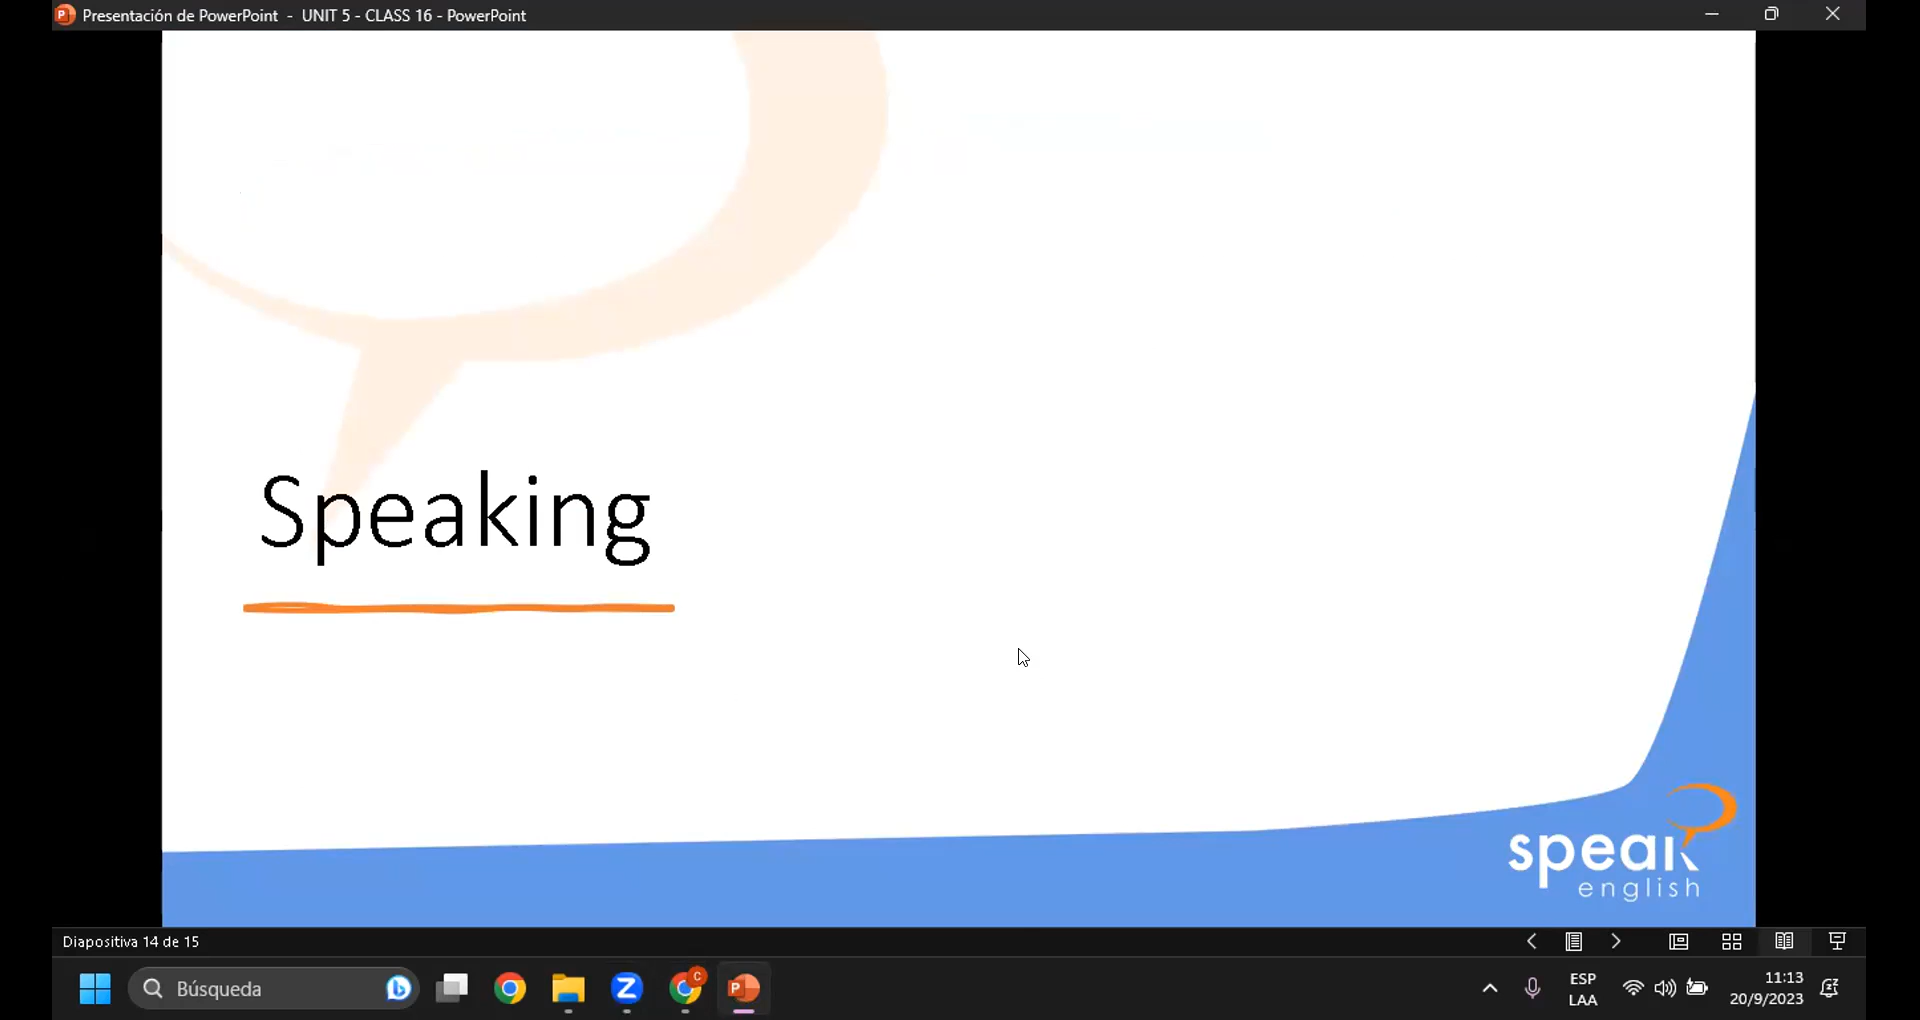 Presentación de PowerPoint - UNIT 5 - CLASS 16 - PowerPoint
Speaking
speak
english
Diapositiva 14 de 15
Búsqueda
C
ESP
LAA
11:13
20/9/2023